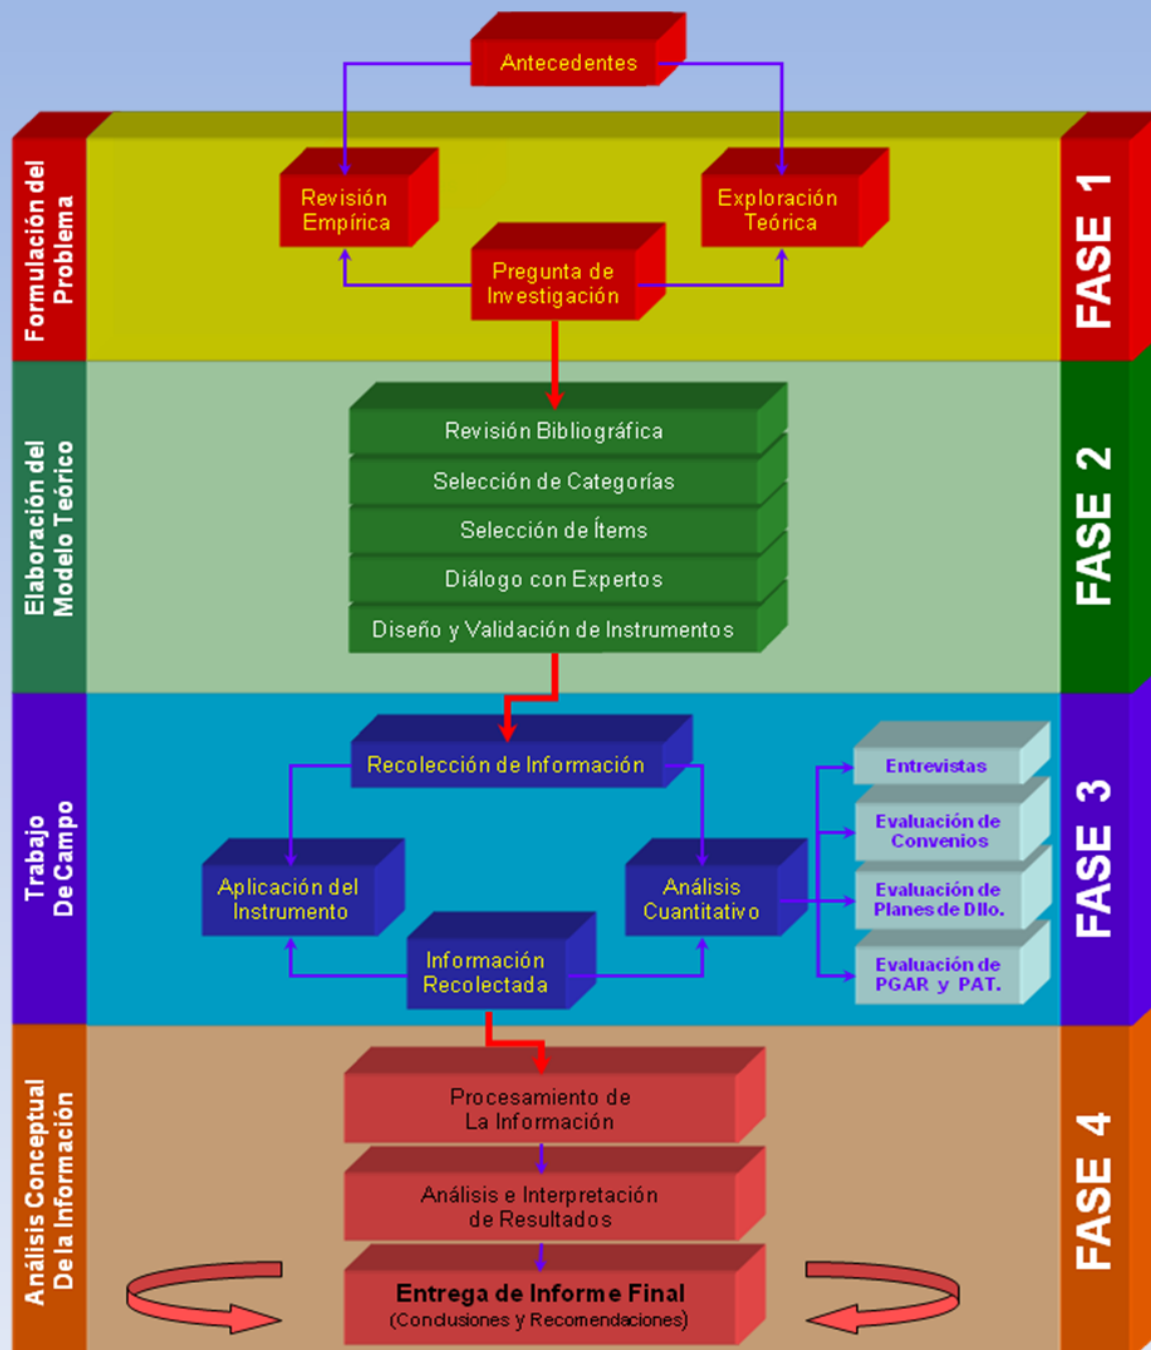 Antecedentes
Formulación del
Problema
FASE 1
Revisión
Empírica
Exploración
Teórica
Pregunta de
Investigación
Elaboración del
Modelo Teórico
FASE 2
Revisión Bibliográfica
Selección de Categorías
Selección de Ítems
Diálogo con Expertos
Diseño y Validación de Instrumentos
Trabajo
De Campo
FASE 3
Recolección de Información
Aplicación del
Instrumento
Análisis
Cuantitativo
Información
Recolectada
Entrevistas
Evaluación de
Convenios
Evaluación de
Planes de Dllo.
Evaluación de
PGAR y PAT.
Análisis Conceptual
De la Información
FASE 4
Procesamiento de
La Información
Análisis e Interpretación
de Resultados
Entrega de Informe Final
(Conclusiones y Recomendaciones)